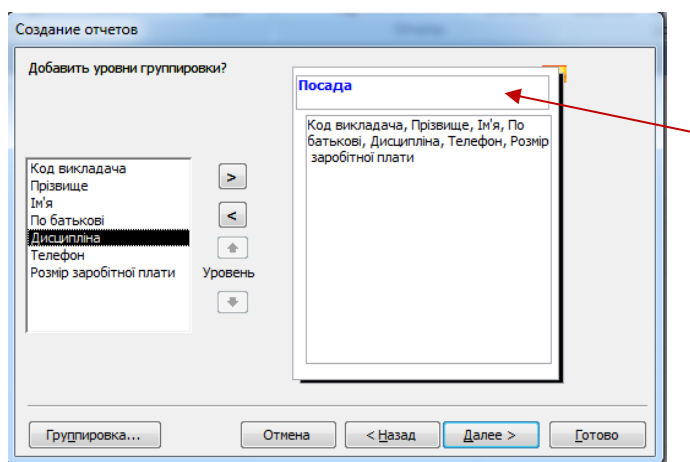 Создание отчетов
Добавить уровни группировки?
Посада
Код викладача, Прізвище, Ім'я, По
батькові, Дисципліна, Телефон, Розмір
заробітної плати
Код викладача
Прізвище
Ім'я
По батькові
Дисципліна
Телефон
Розмір заробітної плати
>
<
Уровень
Группировка...
Отмена
< Назад
Далее >
Готово